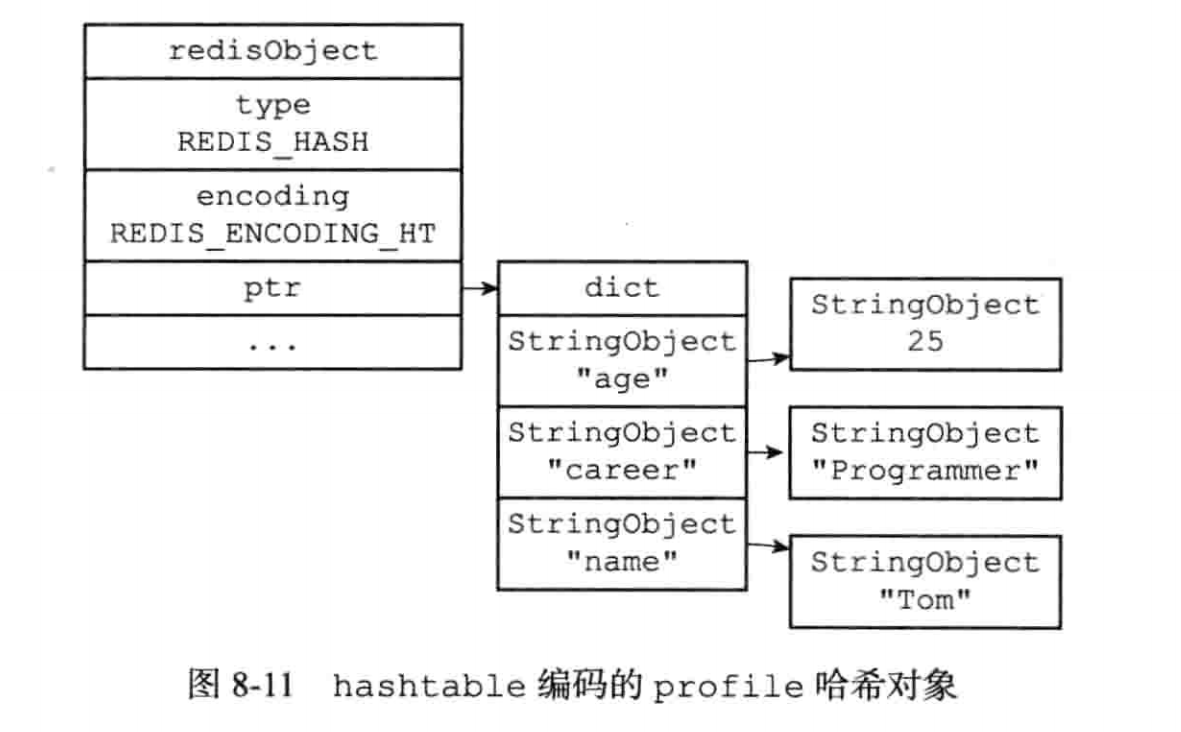 redisObject
type
REDIS_HASH
encoding
REDIS_ENCODING_HT
ptr
...
dict
StringObject
"age"
StringObject
"career"
StringObject
"name"
StringObject
25
StringObject
"Programmer"
StringObject
"Tom"
图 8-11 hashtable 编码的 profile 哈希对象